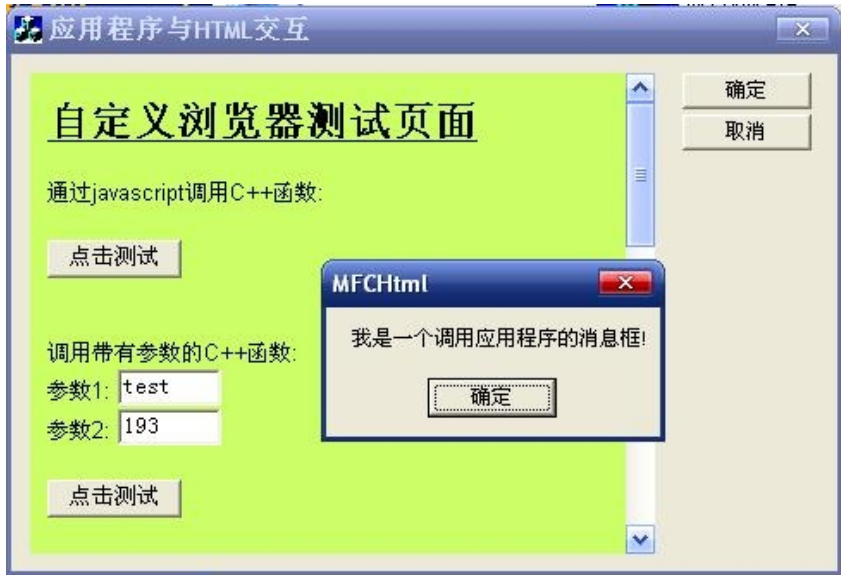 应用程序与HTML交互
确定
取消
自定义浏览器测试页面
通过javascript调用C++函数:
点击测试
MFCHtml
我是一个调用应用程序的消息框!
确定
调用带有参数的C++函数:
参数1: test
参数2: 193
点击测试